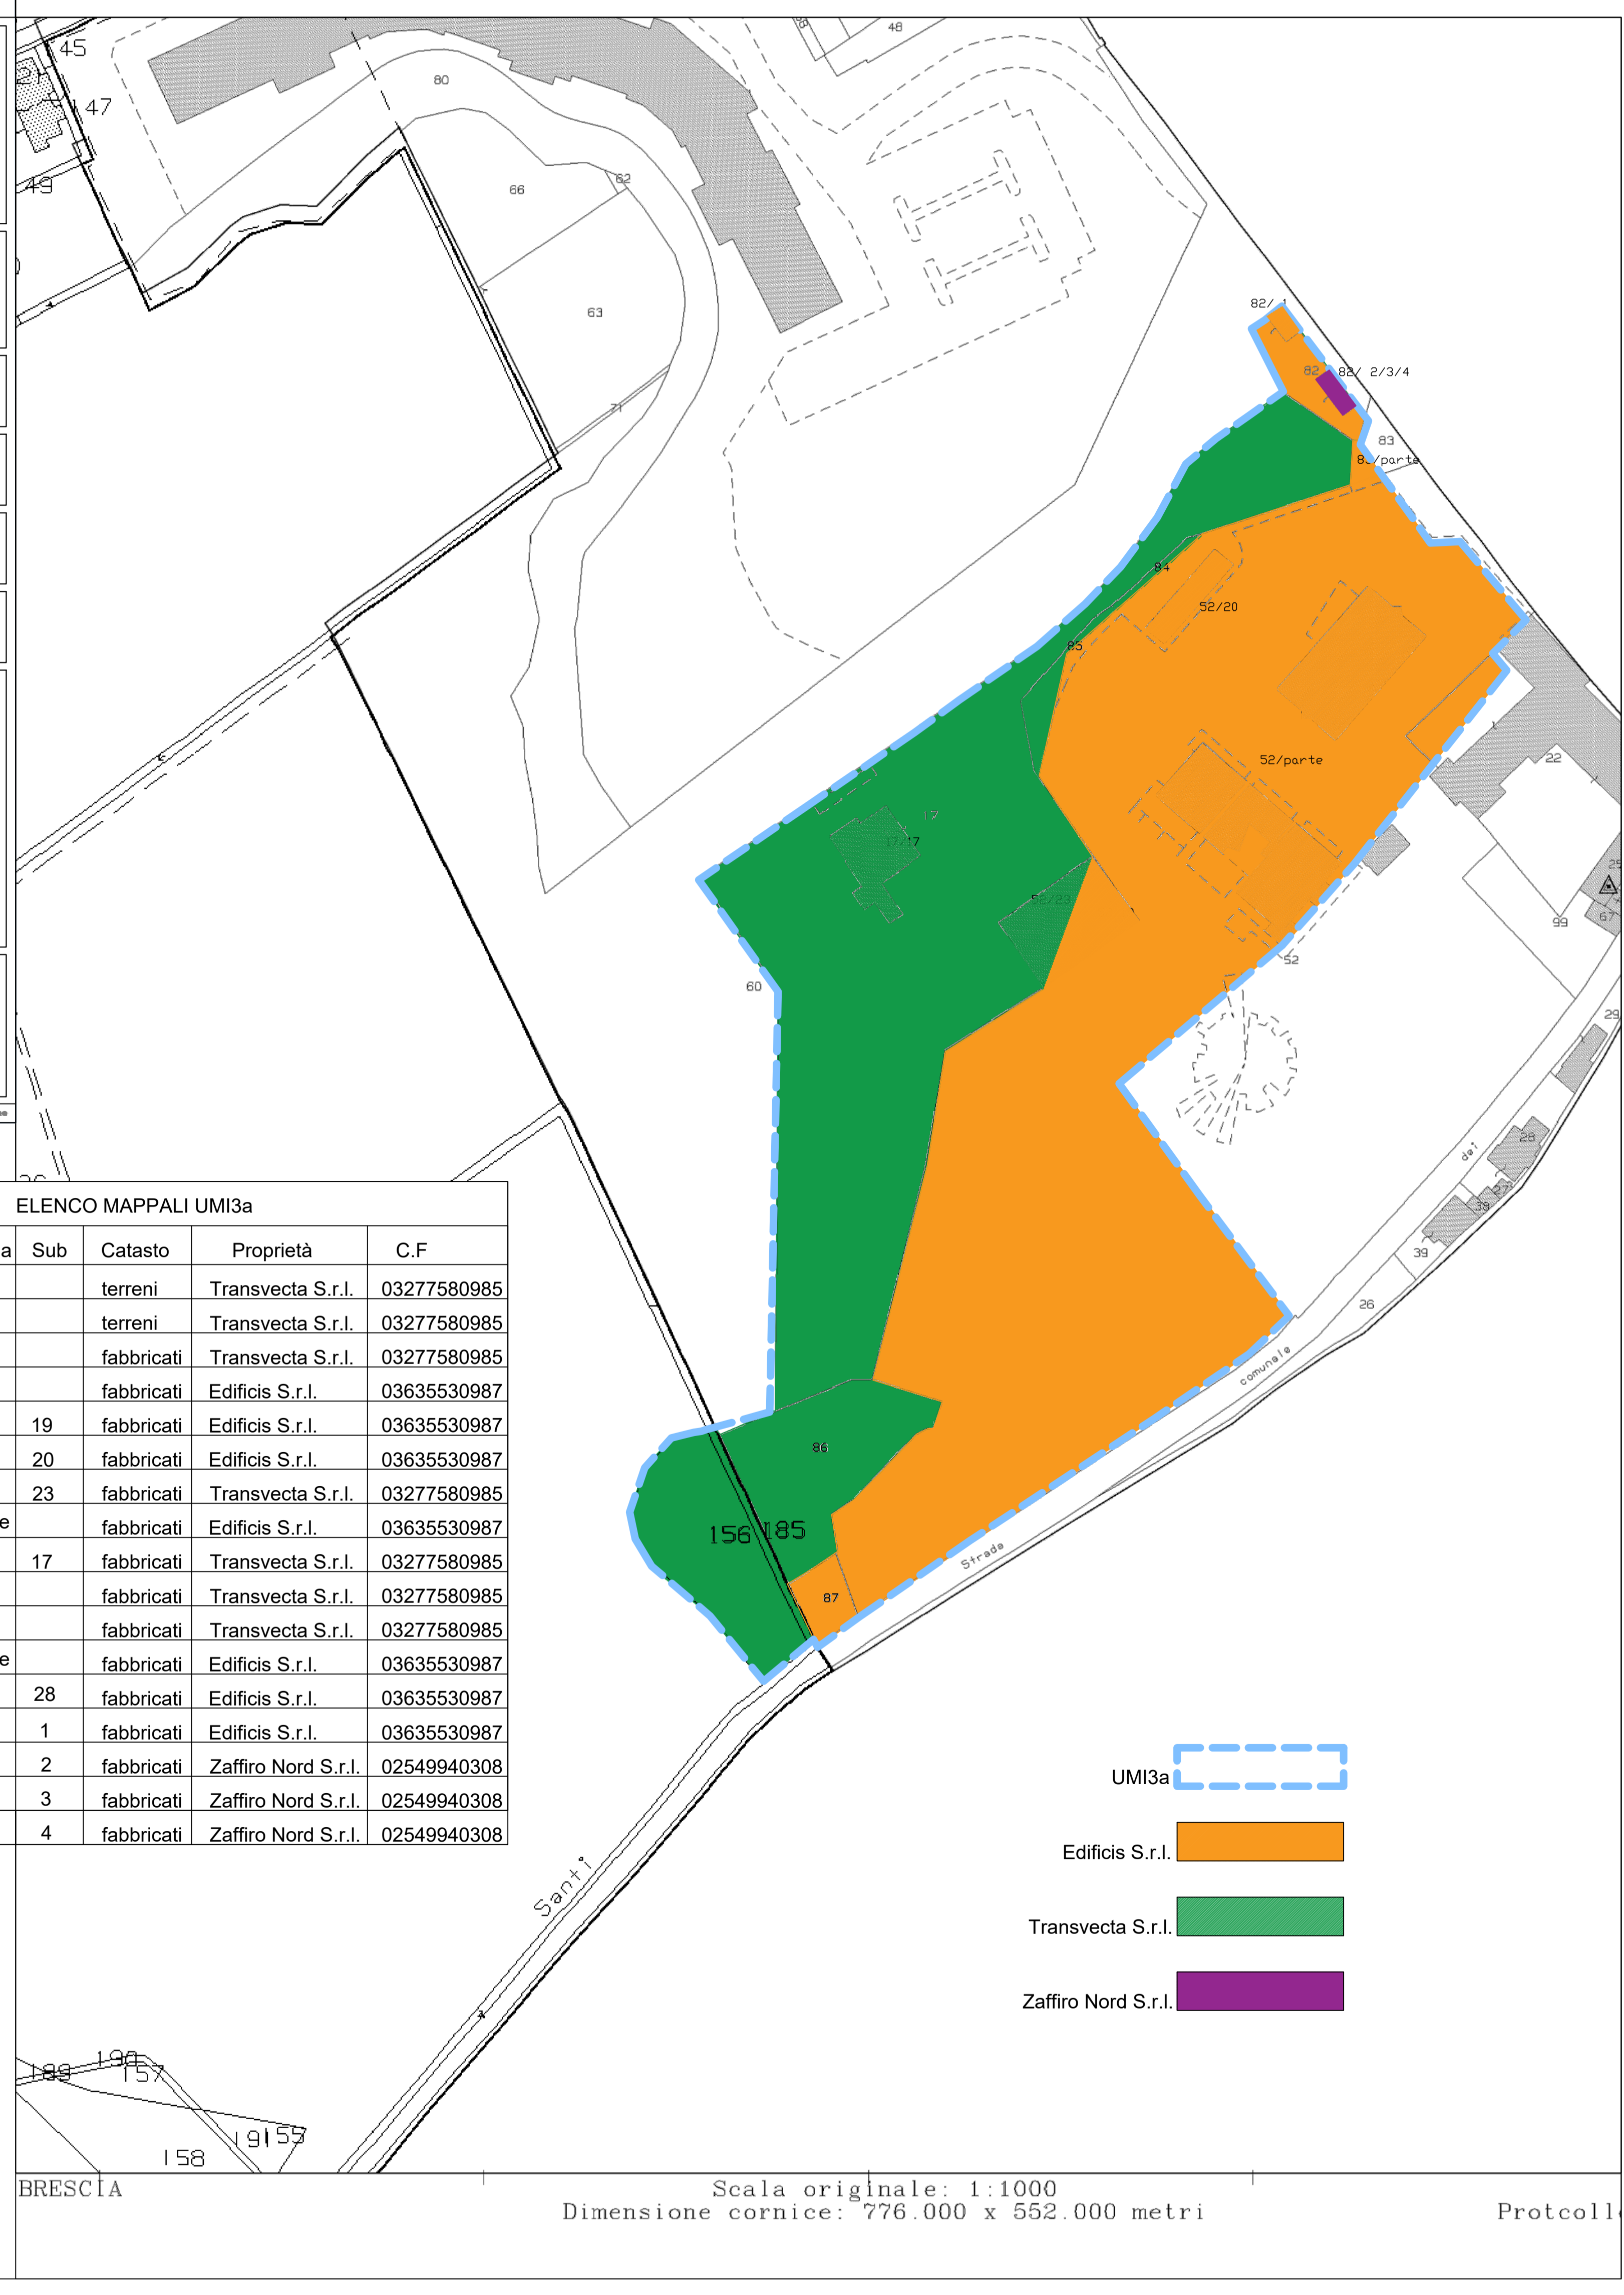 45
47
49
80
48
66
62
63
71
82/ 1
82
82/ 2/3/4
83
84
52/20
85
52/parte
22
17
17/17
52/23
99
67
52
60
29
28
dei
38
39
26
comunale
86
156
185
Strada
87
ELENCO MAPPALI UMI3a
a Sub Catasto Proprietà C.F
terreni Transvecta S.r.l. 03277580985
terreni Transvecta S.r.l. 03277580985
fabbricati Transvecta S.r.l. 03277580985
fabbricati Edificis S.r.l. 03635530987
19 fabbricati Edificis S.r.l. 03635530987
20 fabbricati Edificis S.r.l. 03635530987
23 fabbricati Transvecta S.r.l. 03277580985
e fabbricati Edificis S.r.l. 03635530987
17 fabbricati Transvecta S.r.l. 03277580985
fabbricati Transvecta S.r.l. 03277580985
fabbricati Transvecta S.r.l. 03277580985
e fabbricati Edificis S.r.l. 03635530987
28 fabbricati Edificis S.r.l. 03635530987
1 fabbricati Edificis S.r.l. 03635530987
2 fabbricati Zaffiro Nord S.r.l. 02549940308
3 fabbricati Zaffiro Nord S.r.l. 02549940308
4 fabbricati Zaffiro Nord S.r.l. 02549940308
UMI3a
Edificis S.r.l.
Transvecta S.r.l.
Zaffiro Nord S.r.l.
Santi
189
190
157
191
155
158
BRESCIA
Scala originale: 1:1000
Dimensione cornice: 776.000 x 552.000 metri
Protcoll